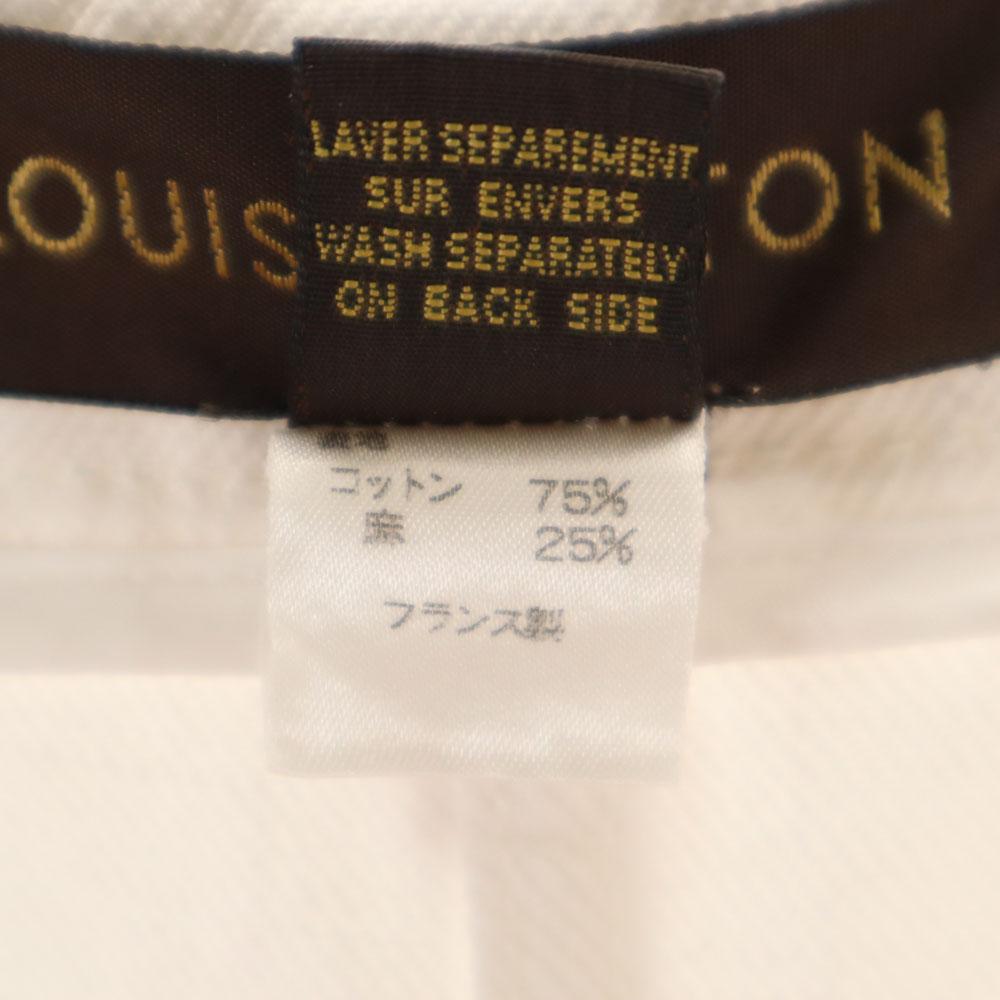 LOUIS
TON
LAVER SEPAREMENT
SUR ENVERS
WASH SEPARATELY
ON BACK SIDE
コットン 75%
麻 25%
フランス製